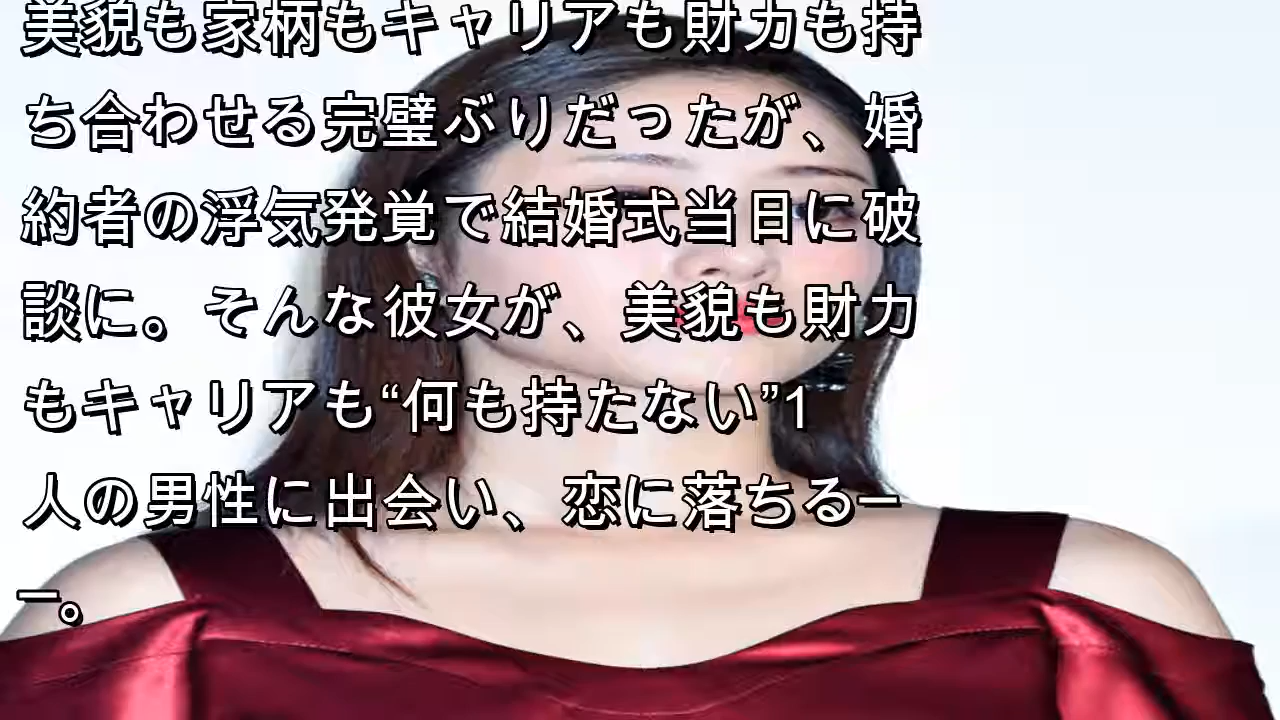 美貌も家柄もキャリアも財力も持
ち合わせる完璧ぶりだったが、婚
約者の浮気発覚で結婚式当日に破
談に。そんな彼女が、美貌も財力
もキャリアも“何も持たない”1
人の男性に出会い、恋に落ちる─
─。